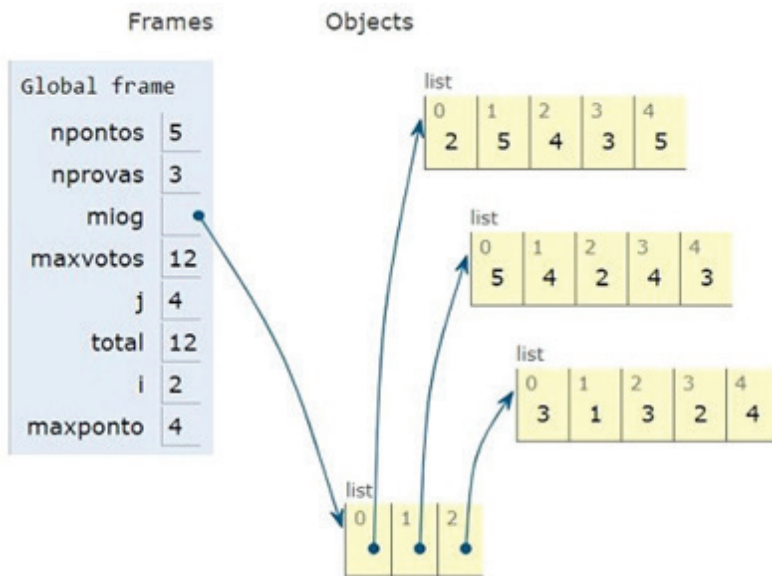 Frames Objects
Global frame
npontos 5
nprovas 3
miog
maxvotos 12
j 4
total 12
i 2
maxponto 4
list
0 1 2 3 4
2 5 4 3 5
list
0 1 2 3 4
5 4 2 4 3
list
0 1 2 3 4
3 1 3 2 4
list
0 1 2